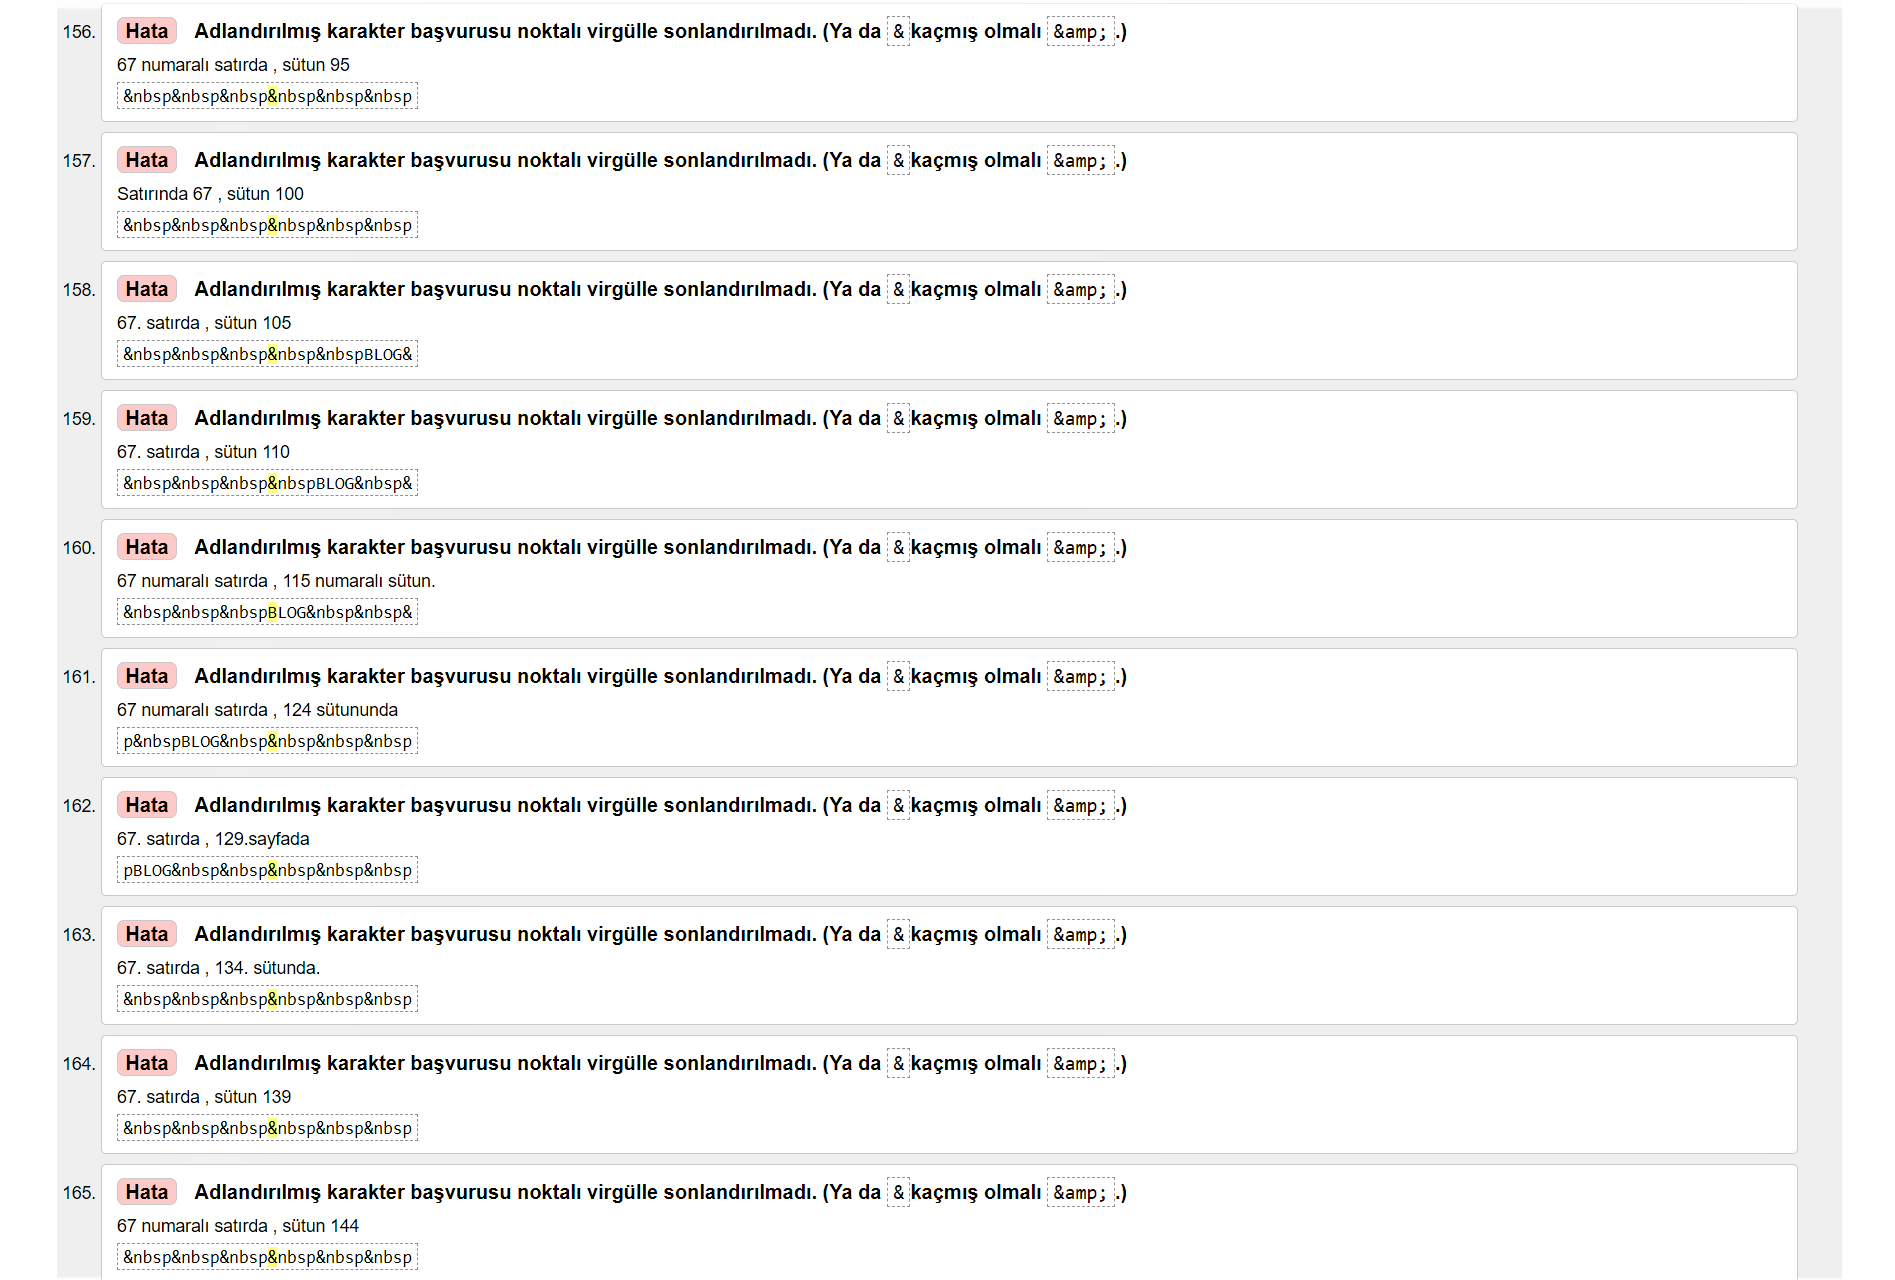 156. Hata Adlandırılmış karakter başvurusu noktalı virgülle sonlandırılmadı. (Ya da & kaçmış olmalı &amp; .)
67 numaralı satırda , sütun 95
&nbsp&nbsp&nbsp&nbsp&nbsp&nbsp
157. Hata Adlandırılmış karakter başvurusu noktalı virgülle sonlandırılmadı. (Ya da & kaçmış olmalı &amp; .)
Satırında 67 , sütun 100
&nbsp&nbsp&nbsp&nbsp&nbsp&nbsp
158. Hata Adlandırılmış karakter başvurusu noktalı virgülle sonlandırılmadı. (Ya da & kaçmış olmalı &amp; .)
67. satırda , sütun 105
&nbsp&nbsp&nbsp&nbsp&nbspBLOG&
159. Hata Adlandırılmış karakter başvurusu noktalı virgülle sonlandırılmadı. (Ya da & kaçmış olmalı &amp; .)
67. satırda , sütun 110
&nbsp&nbsp&nbsp&nbspBLOG&nbsp&
160. Hata Adlandırılmış karakter başvurusu noktalı virgülle sonlandırılmadı. (Ya da & kaçmış olmalı &amp; .)
67 numaralı satırda , 115 numaralı sütun.
&nbsp&nbsp&nbspBLOG&nbsp&nbsp&
161. Hata Adlandırılmış karakter başvurusu noktalı virgülle sonlandırılmadı. (Ya da & kaçmış olmalı &amp; .)
67 numaralı satırda , 124 sütununda
p&nbspBLOG&nbsp&nbsp&nbsp&nbsp
162. Hata Adlandırılmış karakter başvurusu noktalı virgülle sonlandırılmadı. (Ya da & kaçmış olmalı &amp; .)
67. satırda , 129.sayfada
pBLOG&nbsp&nbsp&nbsp&nbsp&nbsp
163. Hata Adlandırılmış karakter başvurusu noktalı virgülle sonlandırılmadı. (Ya da & kaçmış olmalı &amp; .)
67. satırda , 134. sütunda.
&nbsp&nbsp&nbsp&nbsp&nbsp&nbsp
164. Hata Adlandırılmış karakter başvurusu noktalı virgülle sonlandırılmadı. (Ya da & kaçmış olmalı &amp; .)
67. satırda , sütun 139
&nbsp&nbsp&nbsp&nbsp&nbsp&nbsp
165. Hata Adlandırılmış karakter başvurusu noktalı virgülle sonlandırılmadı. (Ya da & kaçmış olmalı &amp; .)
67 numaralı satırda , sütun 144
&nbsp&nbsp&nbsp&nbsp&nbsp&nbsp